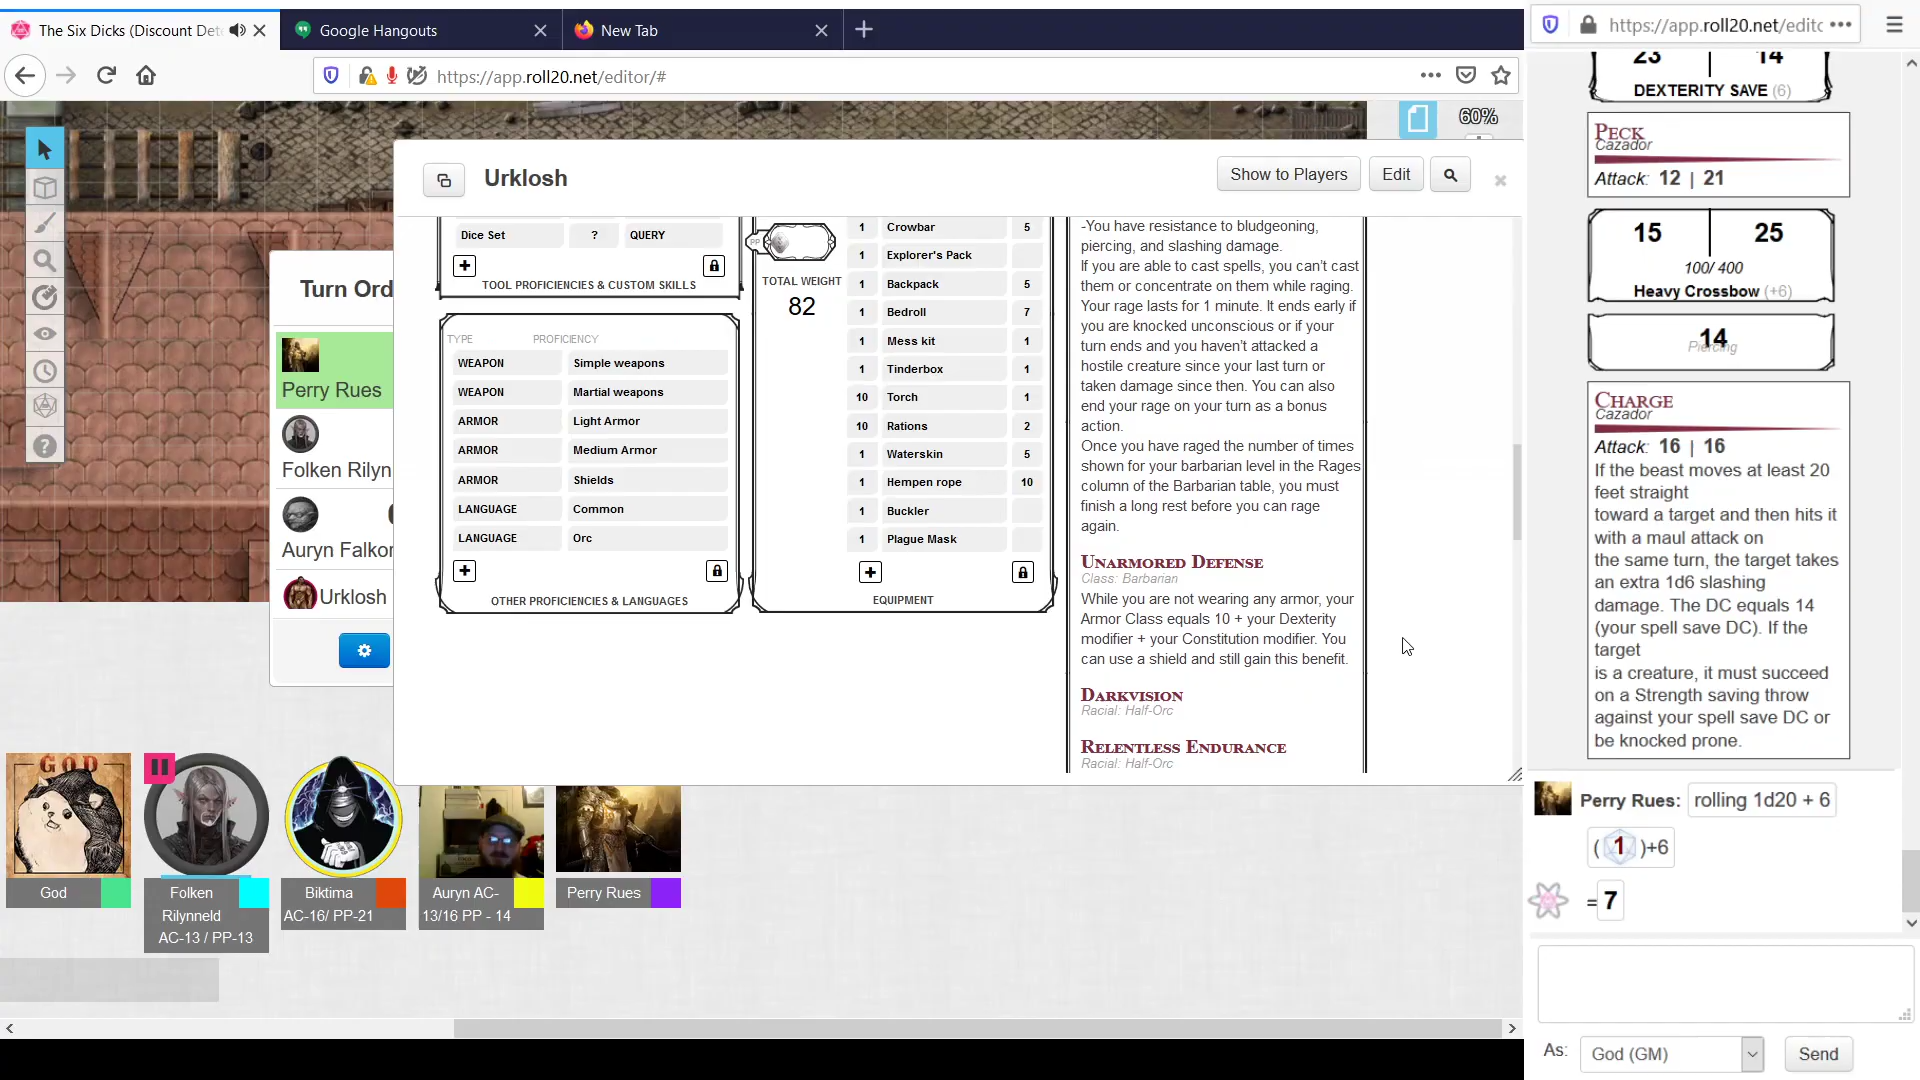 The Six Dicks (Discount Det
Google Hangouts
New Tab
https://app.roll20.net/editor/#
60%
Urklosh
Show to Players
Edit
Turn Ord
Perry Rues
Folken Rilyn
Auryn Falkor
Urklosh
Dice Set ? QUERY
TOOL PROFICIENCIES & CUSTOM SKILLS
TYPE PROFICIENCY
WEAPON Simple weapons
WEAPON Martial weapons
ARMOR Light Armor
ARMOR Medium Armor
ARMOR Shields
LANGUAGE Common
LANGUAGE Orc
OTHER PROFICIENCIES & LANGUAGES
PP
TOTAL WEIGHT
82
1 Crowbar 5
1 Explorer's Pack
1 Backpack 5
1 Bedroll 7
1 Mess kit 1
1 Tinderbox 1
10 Torch 1
10 Rations 2
1 Waterskin 5
1 Hempen rope 10
1 Buckler
1 Plague Mask
EQUIPMENT
-You have resistance to bludgeoning,
piercing, and slashing damage.
If you are able to cast spells, you can't cast
them or concentrate on them while raging.
Your rage lasts for 1 minute. It ends early if
you are knocked unconscious or if your
turn ends and you haven't attacked a
hostile creature since your last turn or
taken damage since then. You can also
end your rage on your turn as a bonus
action.
Once you have raged the number of times
shown for your barbarian level in the Rages
column of the Barbarian table, you must
finish a long rest before you can rage
again.
UNARMORED DEFENSE
Class: Barbarian
While you are not wearing any armor, your
Armor Class equals 10 + your Dexterity
modifier + your Constitution modifier. You
can use a shield and still gain this benefit.
DARKVISION
Racial: Half-Orc
RELENTLESS ENDURANCE
Racial: Half-Orc
GOD
God
Folken
Rilynneld
AC-13 / PP-13
Biktima
AC-16/ PP-21
Auryn AC-
13/16 PP - 14
Perry Rues
https://app.roll20.net/editc
23 | 14
DEXTERITY SAVE (6)
PECK
Cazador
Attack: 12 | 21
15 | 25
100/ 400
Heavy Crossbow (+6)
14
Piercing
CHARGE
Cazador
Attack: 16 | 16
If the beast moves at least 20
feet straight
toward a target and then hits it
with a maul attack on
the same turn, the target takes
an extra 1d6 slashing
damage. The DC equals 14
(your spell save DC). If the
target
is a creature, it must succeed
on a Strength saving throw
against your spell save DC or
be knocked prone.
Perry Rues: rolling 1d20 + 6
(1)+6
=7
As: God (GM)
Send